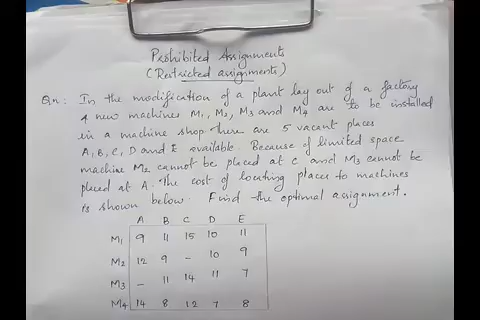 Prohibited Assignments
(Restricted assignments)
Qn: In the modification of a plant lay out of a factory
4 new machines M1, M2, M3 and M4 are to be installed
in a machine shop there are 5 vacant places
A, B, C, D and E available. Because of limited space
machine M2 cannot be placed at C and M3 cannot be
placed at A. The cost of locating places to machines
is shown below. Find the optimal assignment.
A B C D E
M1 9 11 15 10 11
M2 12 9 - 10 9
M3 - 11 14 11 7
M4 14 8 12 7 8